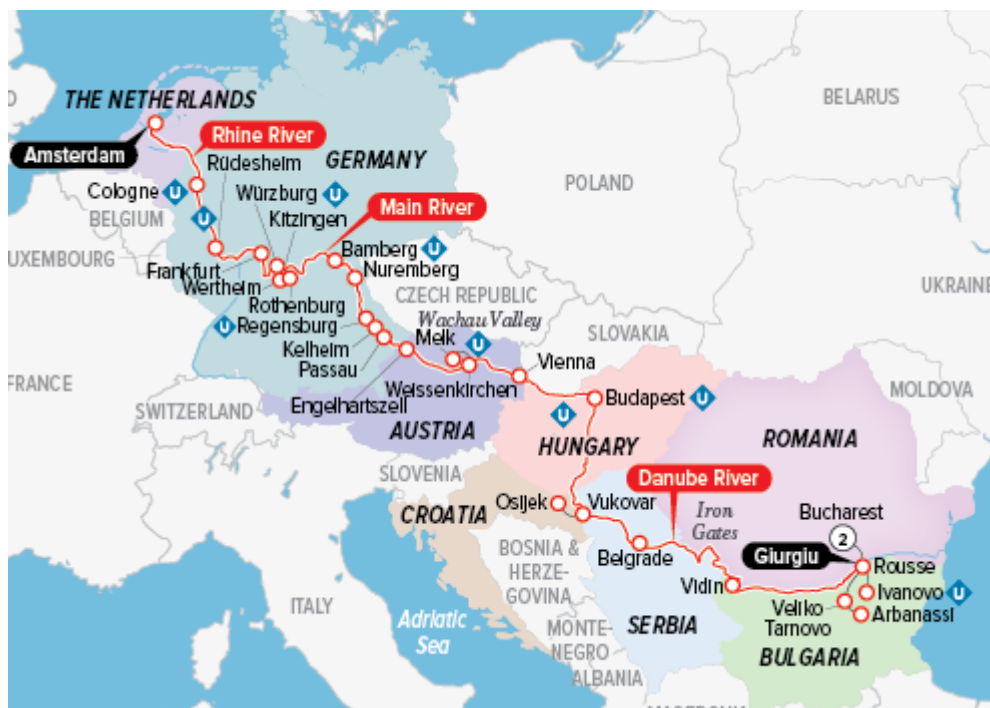 THE NETHERLANDS
BELARUS
Amsterdam
Rhine River
Rüdesheim
GERMANY
POLAND
Cologne
U
Würzburg
U
Kitzingen
Main River
BELGIUM
U
UXEMBOURG
Bamberg
U
Frankfurt
Nuremberg
UKRAINE
Wertheim
Rothenburg
CZECH REPUBLIC
U
Regensburg
Wachau Valley
SLOVAKIA
Kelheim
Melk
U
Passau
Vienna
FRANCE
Weissenkirchen
MOLDOVA
Engelhartszell
Budapest
U
SWITZERLAND
U
AUSTRIA
HUNGARY
ROMANIA
SLOVENIA
Danube River
Osijek
Vukovar
Iron
Gates
CROATIA
Bucharest
2
BOSNIA &
HERZE-
GOVINA
Belgrade
Giurgiu
Rousse
Vidin
Ivanovo
U
ITALY
Veliko
Tarnovo
Arbanassi
Adriatic
Sea
SERBIA
MONTE-
NEGRO
BULGARIA
ALBANIA